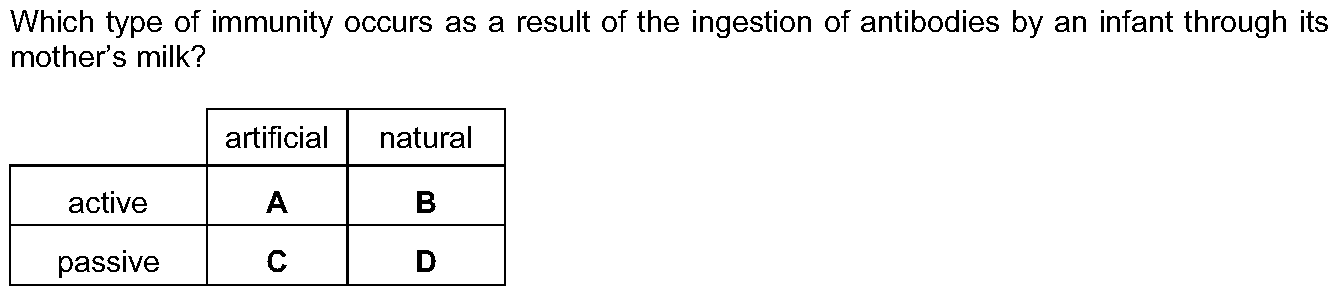 Which type of immunity occurs as a result of the ingestion of antibodies by an infant through its
mother's milk?
artificial natural
active A B
passive C D